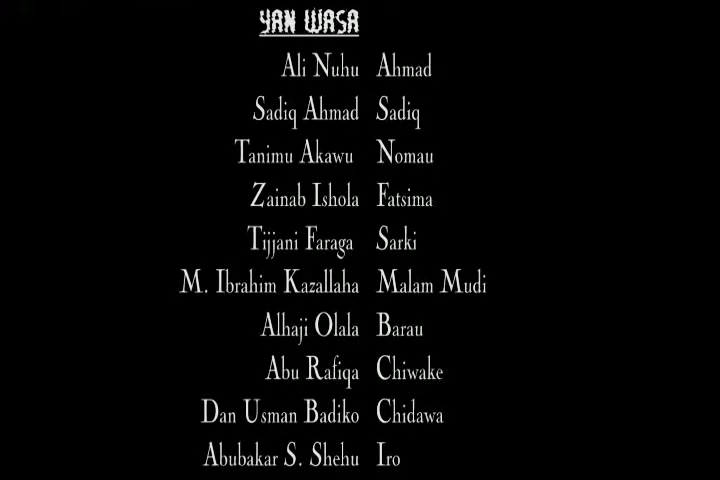 YAN WASA
Ali Nuhu Ahmad
Sadiq Ahmad Sadiq
Tanimu Akawu Nomau
Zainab Ishola Fatsima
Tijjani Faraga Sarki
M. Ibrahim Kazallaha Malam Mudi
Alhaji Olala Barau
Abu Rafiqa Chiwake
Dan Usman Badiko Chidawa
Abubakar S. Shehu Iro